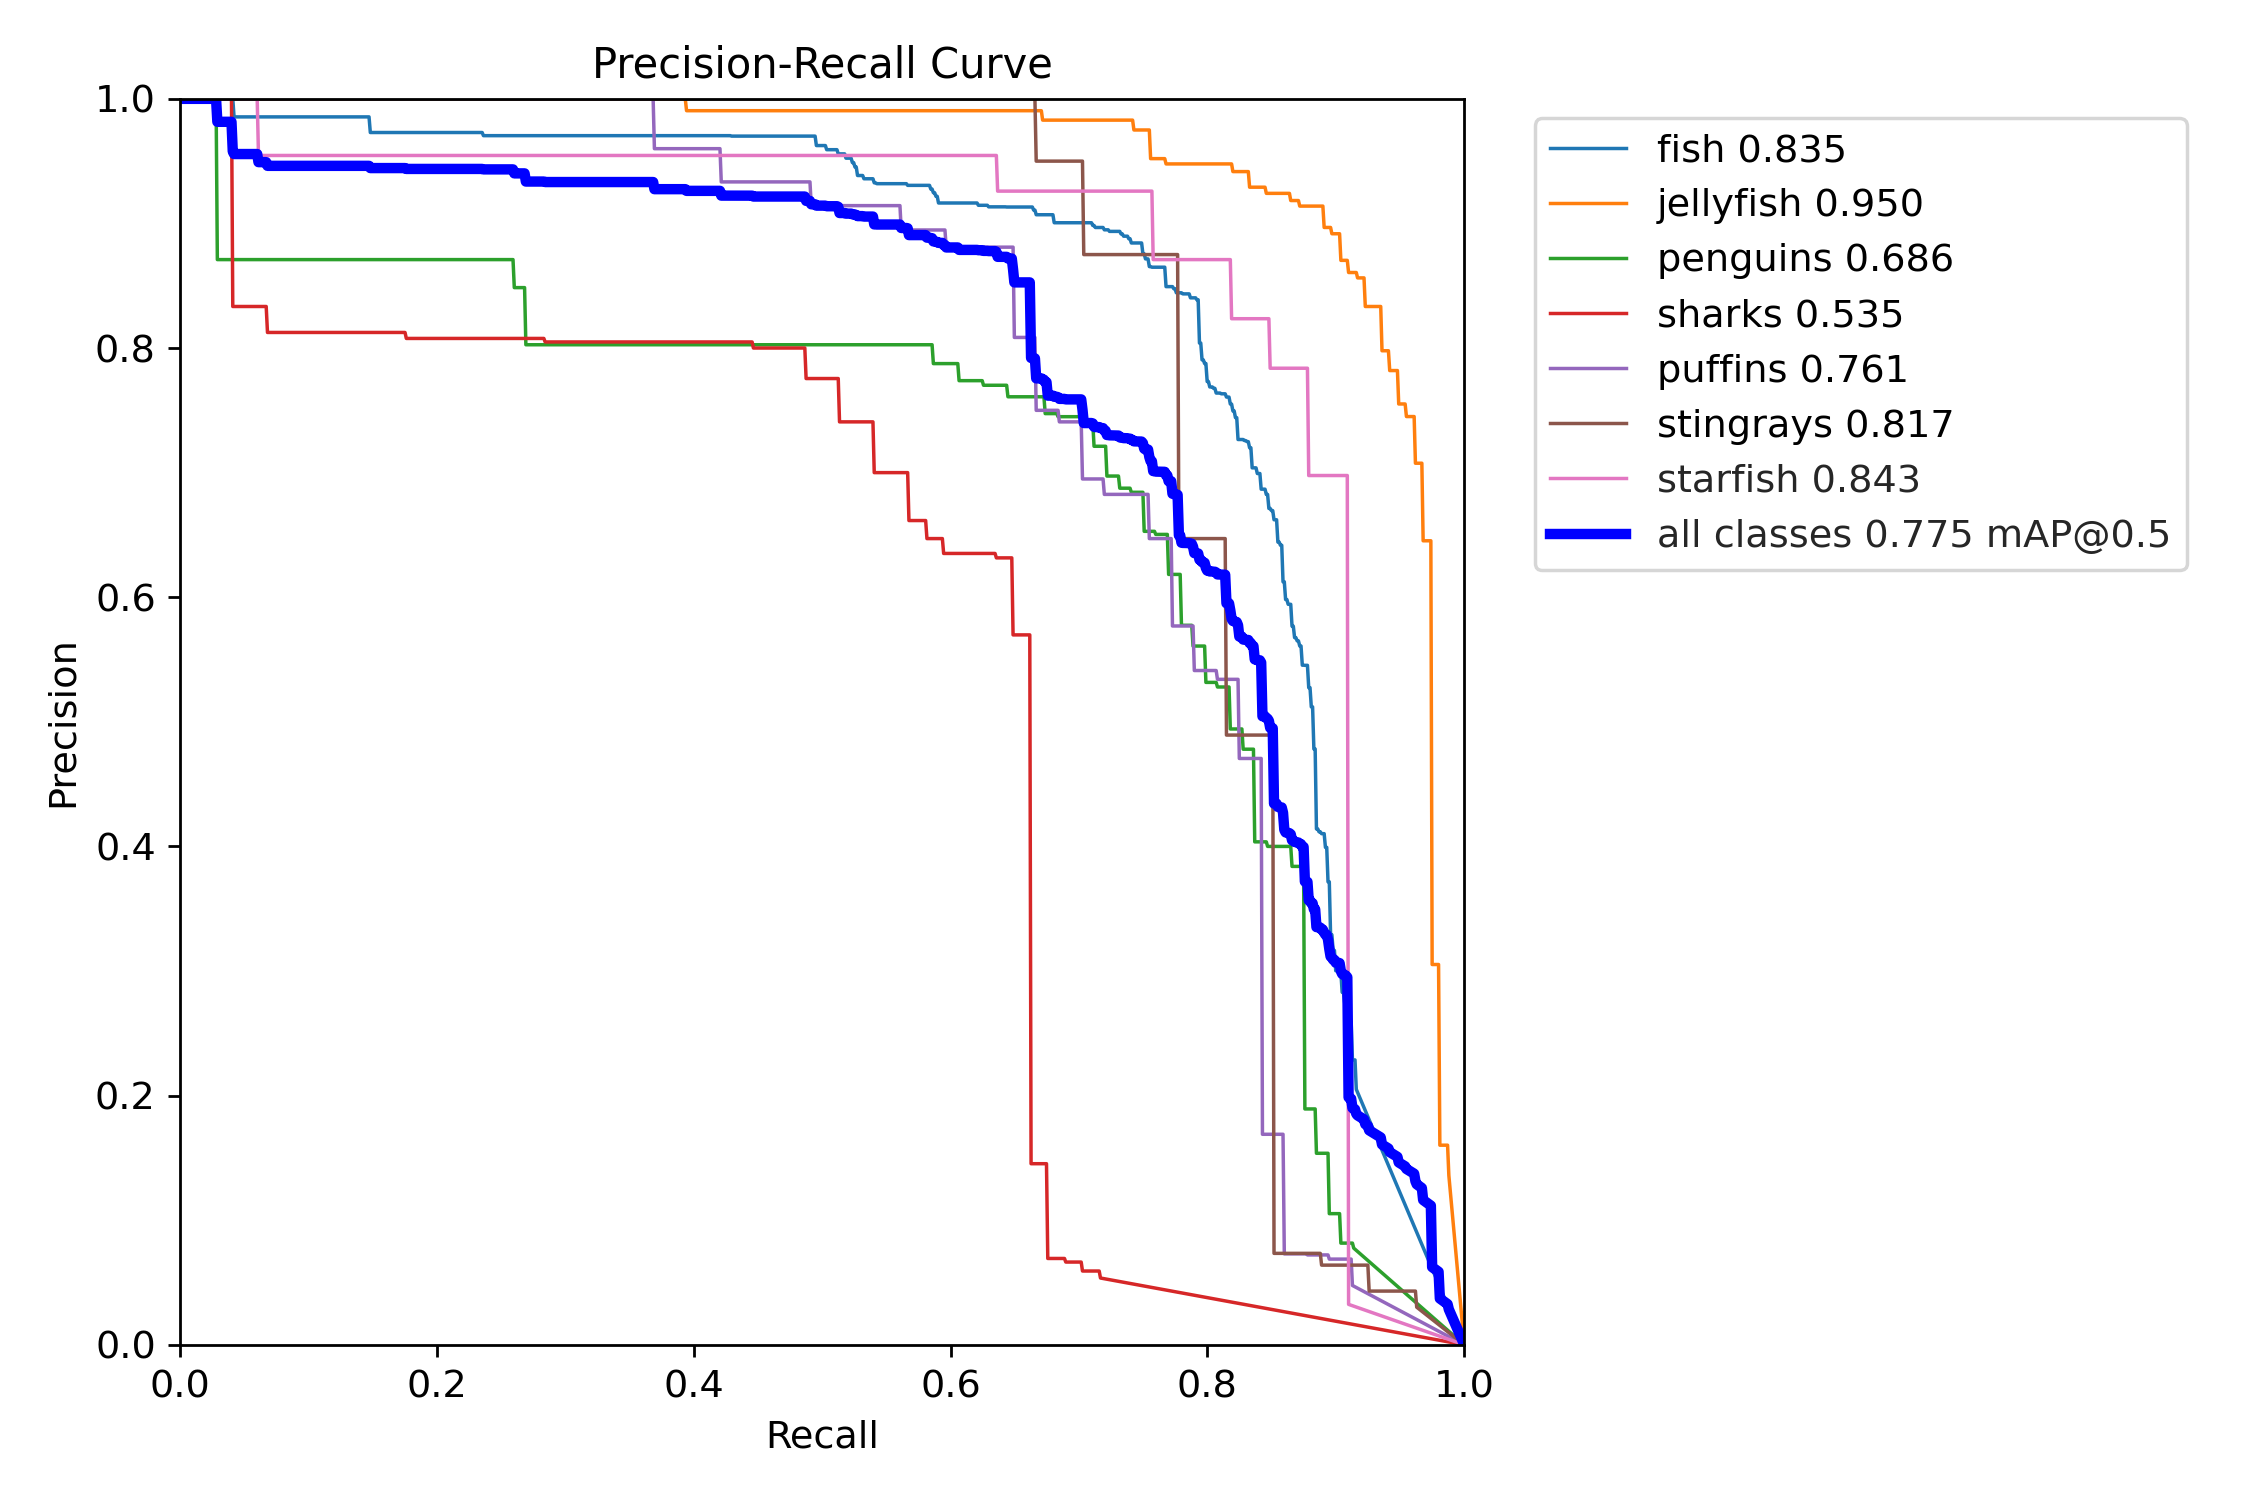 Precision-Recall Curve
1.0
0.8
0.6
0.4
0.2
0.0
Precision
0.0 0.2 0.4 0.6 0.8 1.0
Recall
fish 0.835
jellyfish 0.950
penguins 0.686
sharks 0.535
puffins 0.761
stingrays 0.817
starfish 0.843
all classes 0.775 mAP@0.5